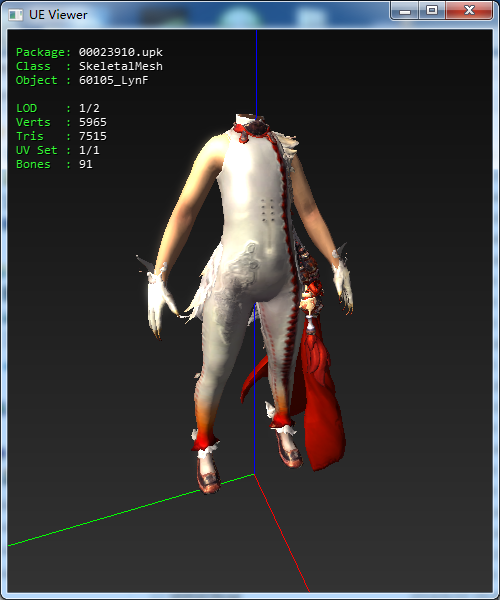 UE Viewer
Package: 00023910.upk
Class : SkeletalMesh
Object : 60105_LynF
LOD : 1/2
Verts : 5965
Tris : 7515
UV Set : 1/1
Bones : 91